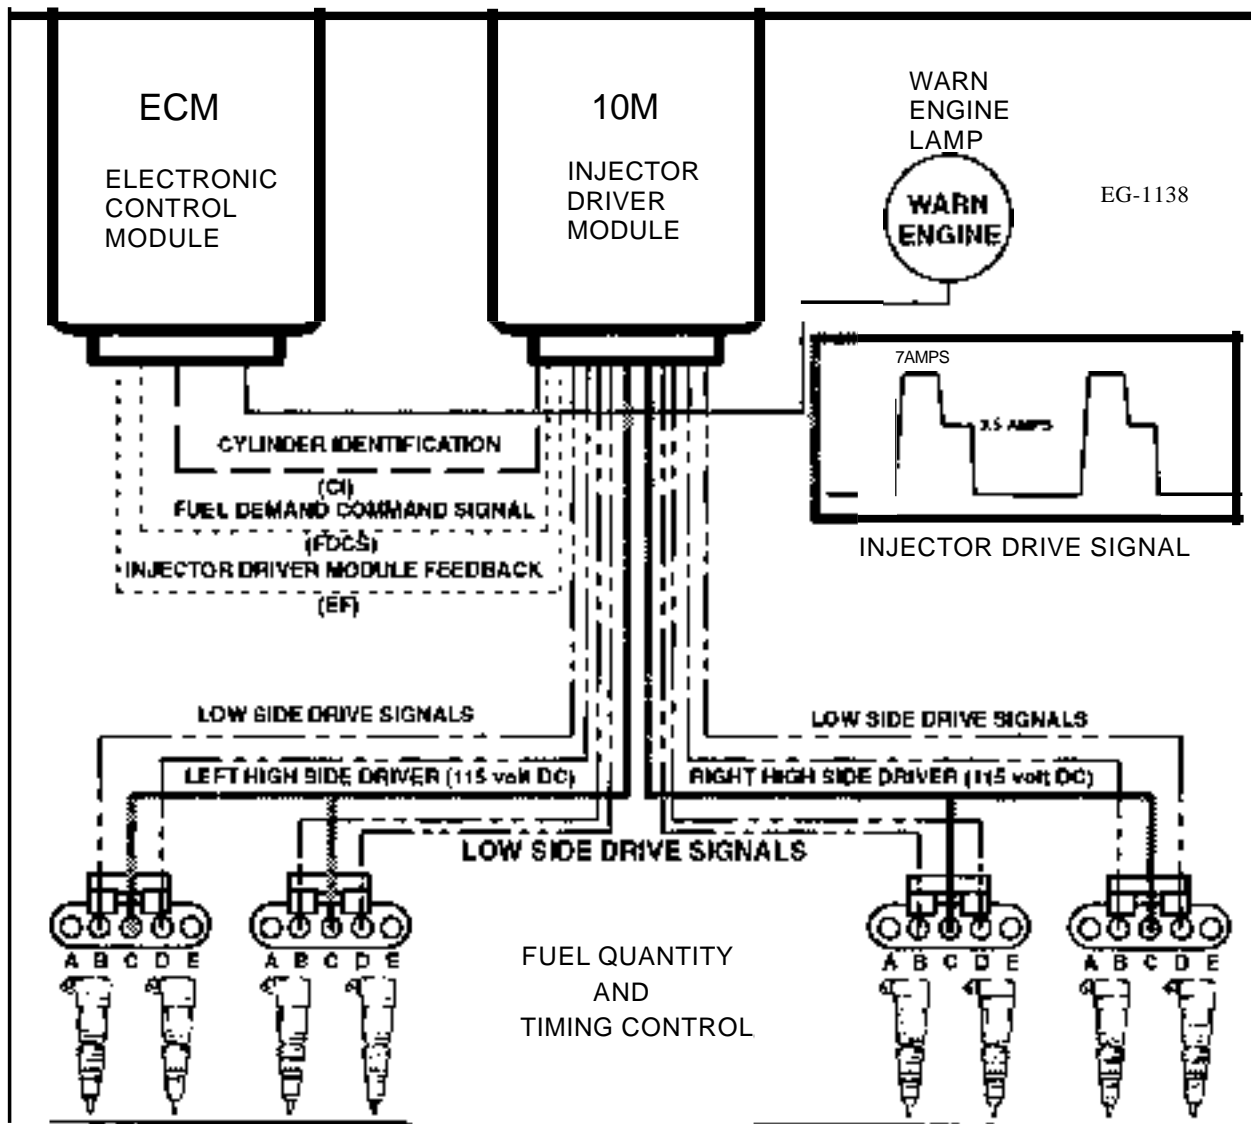 ECM
ELECTRONIC
CONTROL
MODULE
10M
INJECTOR
DRIVER
MODULE
WARN
ENGINE
LAMP
WARN
ENGINE
EG-1138
7AMPS
AMPS
INJECTOR DRIVE SIGNAL
CYLINDER IDENTIFICATION
(CI)
FUEL DEMAND COMMAND SIGNAL
(FDCS)
INJECTOR DRIVER MODULE FEEDBACK
(EF)
LOW SIDE DRIVE SIGNALS
LOW SIDE DRIVE SIGNALS
LEFT HIGH SIDE DRIVER (115 volt DC)
RIGHT HIGH SIDE DRIVER (115 volt DC)
LOW SIDE DRIVE SIGNALS
A B C D E
A B C D E
A B C D E
A B C D E
FUEL QUANTITY
AND
TIMING CONTROL